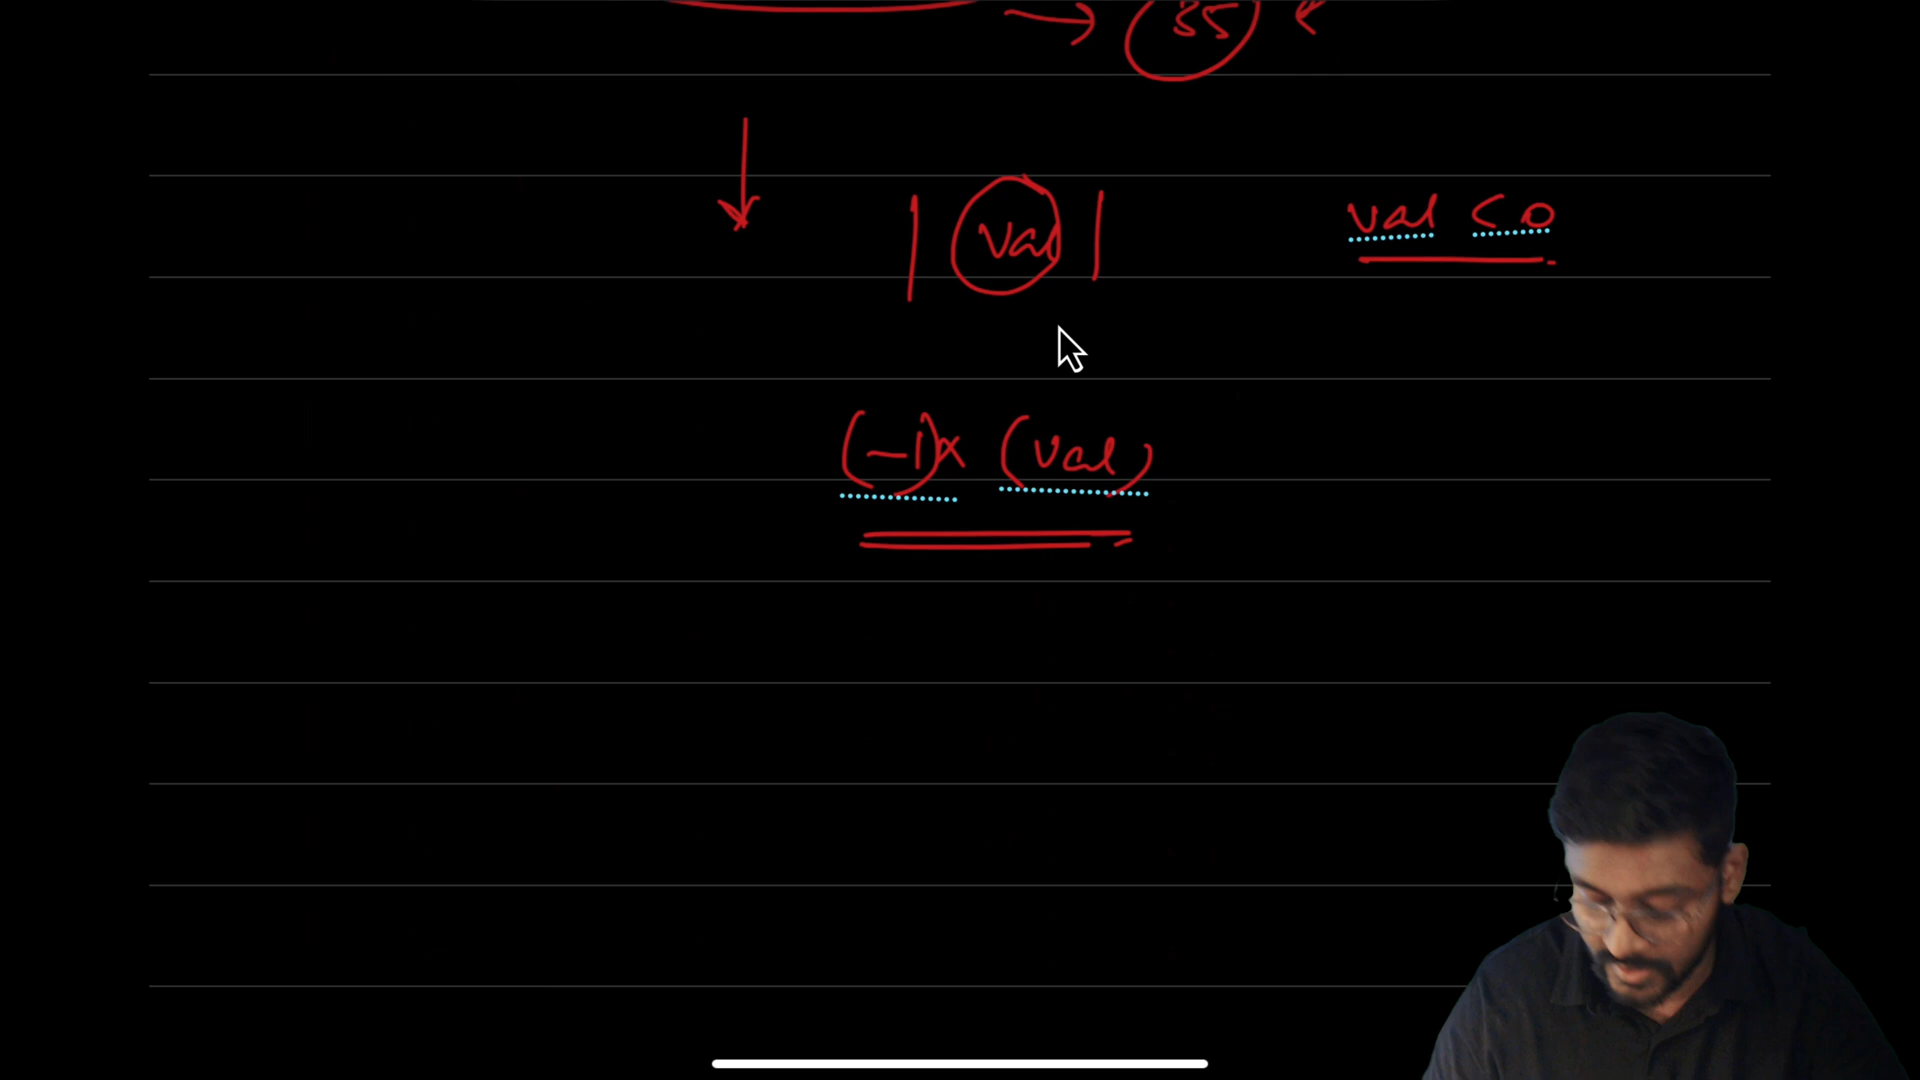 → 35
| val | val < 0
(-1)x (val)